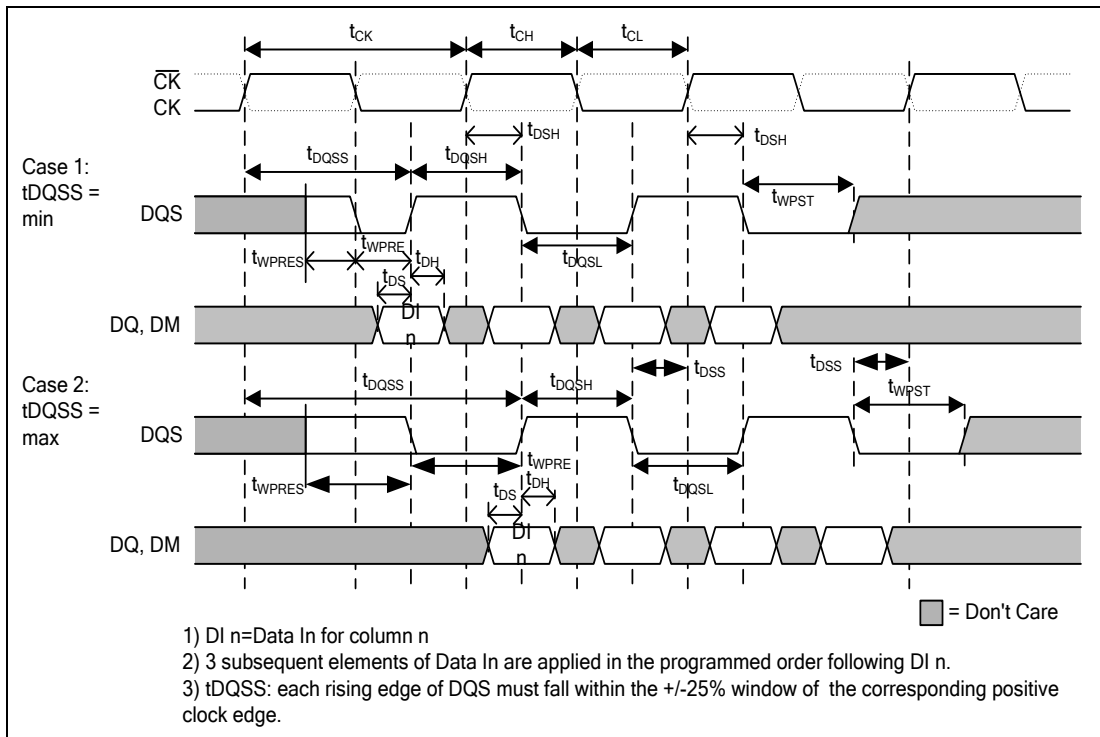 tCK tCH tCL
CK
CK
tDSH tDSH
Case 1:
tDQSS =
min
tDQSS tDQSH
tWPST
DQS
tWPRES tWPRE tDQSL
tDS tDH
DI
n
DQ, DM
tDSS tDSS
Case 2:
tDQSS =
max
tDQSS tDQSH tWPST
DQS
tWPRES tWPRE tDQSL
tDS tDH
DI
n
DQ, DM
= Don't Care
1) DI n=Data In for column n
2) 3 subsequent elements of Data In are applied in the programmed order following DI n.
3) tDQSS: each rising edge of DQS must fall within the +/-25% window of the corresponding positive
clock edge.